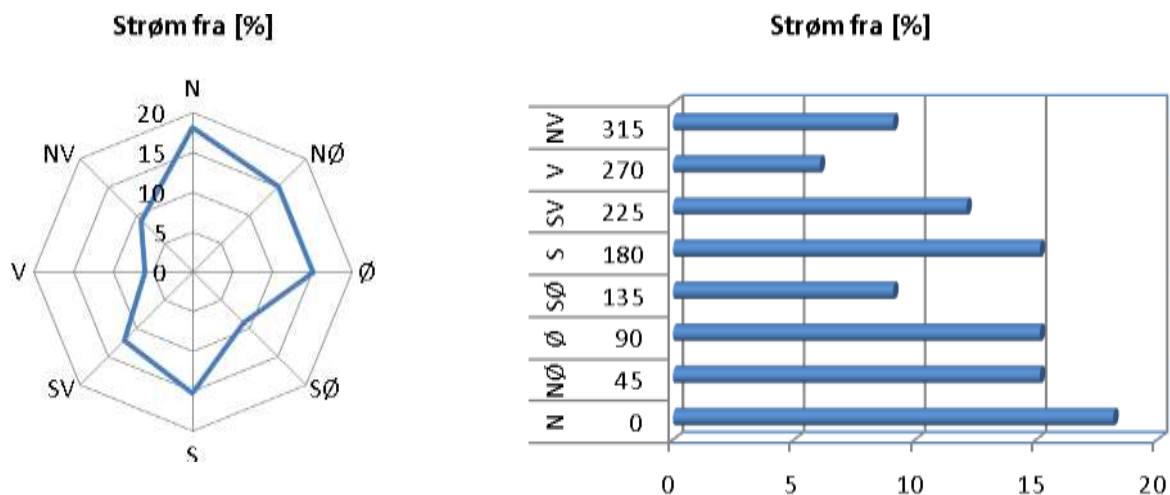 Strøm fra [%]
N
20
NV
NØ
15
10
5
V
0
Ø
SV
SØ
S
Strøm fra [%]
NV 315
V 270
SV 225
S 180
SØ 135
Ø 90
NØ 45
N 0
0 5 10 15 20